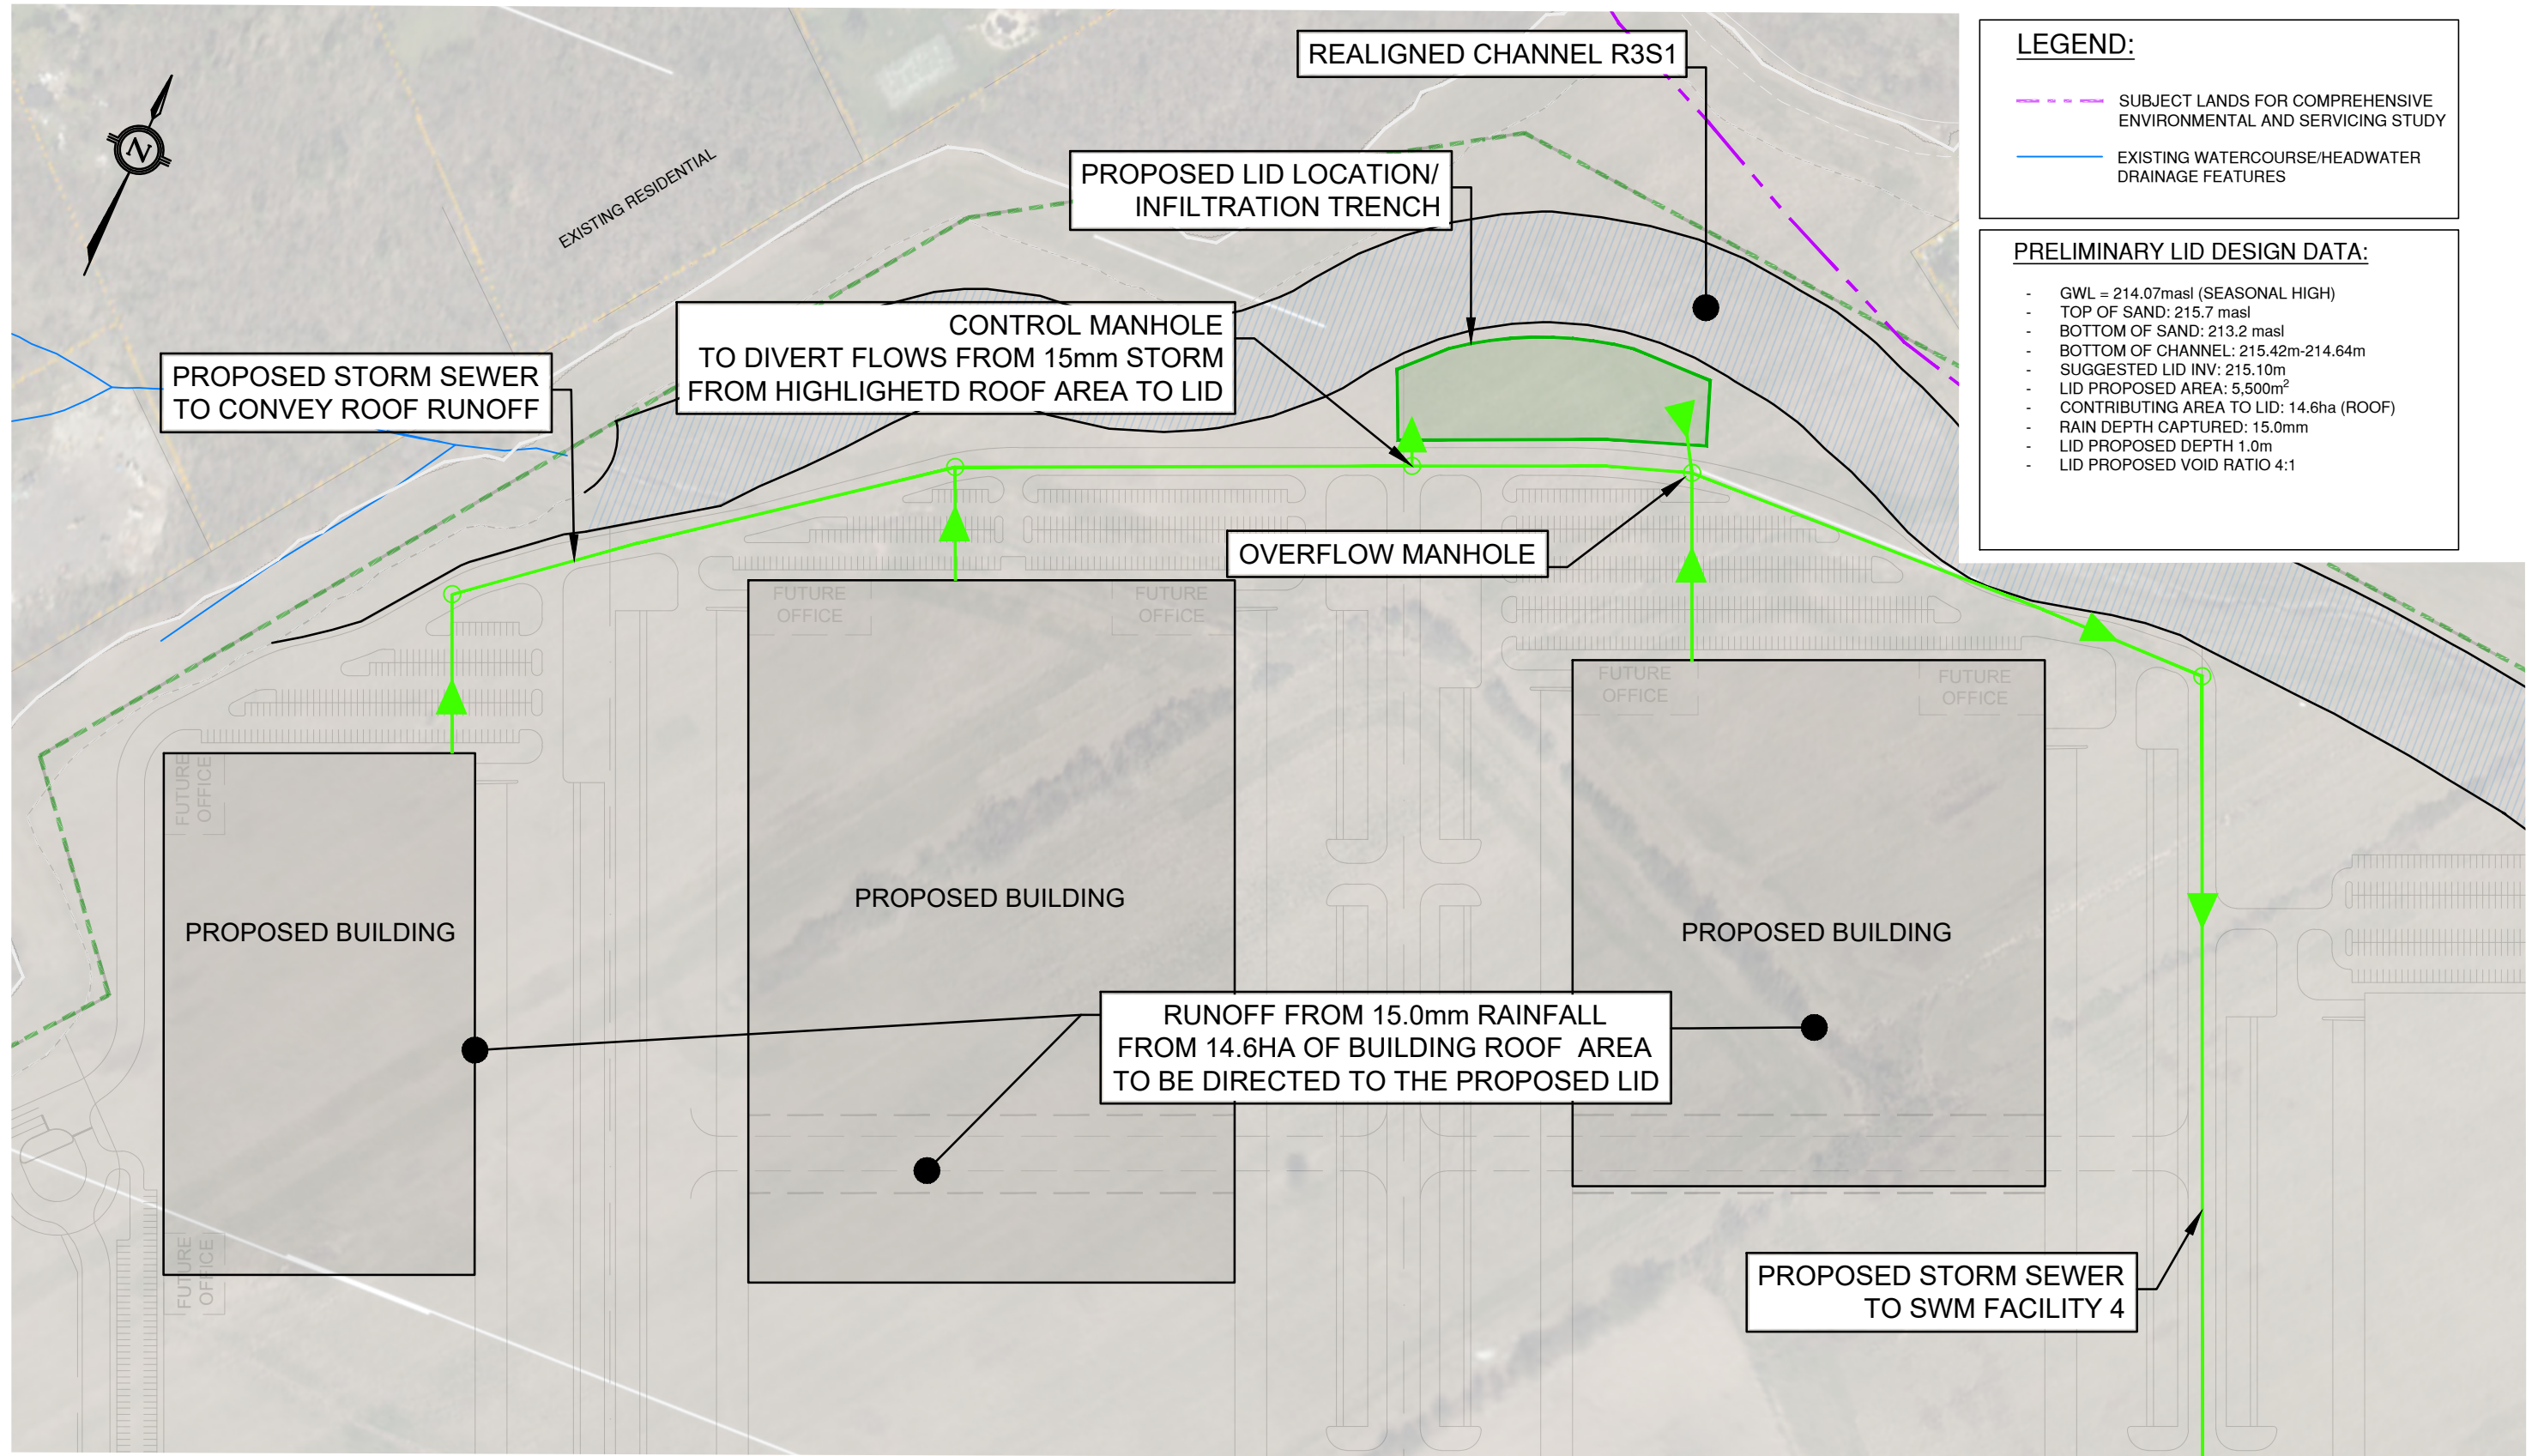 REALIGNED CHANNEL R3S1
LEGEND:
SUBJECT LANDS FOR COMPREHENSIVE
ENVIRONMENTAL AND SERVICING STUDY
EXISTING WATERCOURSE/HEADWATER
DRAINAGE FEATURES
N
EXISTING RESIDENTIAL
PROPOSED LID LOCATION/
INFILTRATION TRENCH
PRELIMINARY LID DESIGN DATA:
- GWL = 214.07masl (SEASONAL HIGH)
- TOP OF SAND: 215.7 masl
- BOTTOM OF SAND: 213.2 masl
- BOTTOM OF CHANNEL: 215.42m-214.64m
- SUGGESTED LID INV: 215.10m
- LID PROPOSED AREA: 5,500m²
- CONTRIBUTING AREA TO LID: 14.6ha (ROOF)
- RAIN DEPTH CAPTURED: 15.0mm
- LID PROPOSED DEPTH 1.0m
- LID PROPOSED VOID RATIO 4:1
CONTROL MANHOLE
TO DIVERT FLOWS FROM 15mm STORM
FROM HIGHLIGHETD ROOF AREA TO LID
PROPOSED STORM SEWER
TO CONVEY ROOF RUNOFF
OVERFLOW MANHOLE
FUTURE
OFFICE
FUTURE
OFFICE
FUTURE
OFFICE
FUTURE
OFFICE
FUTURE
OFFICE
PROPOSED BUILDING
PROPOSED BUILDING
PROPOSED BUILDING
RUNOFF FROM 15.0mm RAINFALL
FROM 14.6HA OF BUILDING ROOF AREA
TO BE DIRECTED TO THE PROPOSED LID
FUTURE
OFFICE
PROPOSED STORM SEWER
TO SWM FACILITY 4